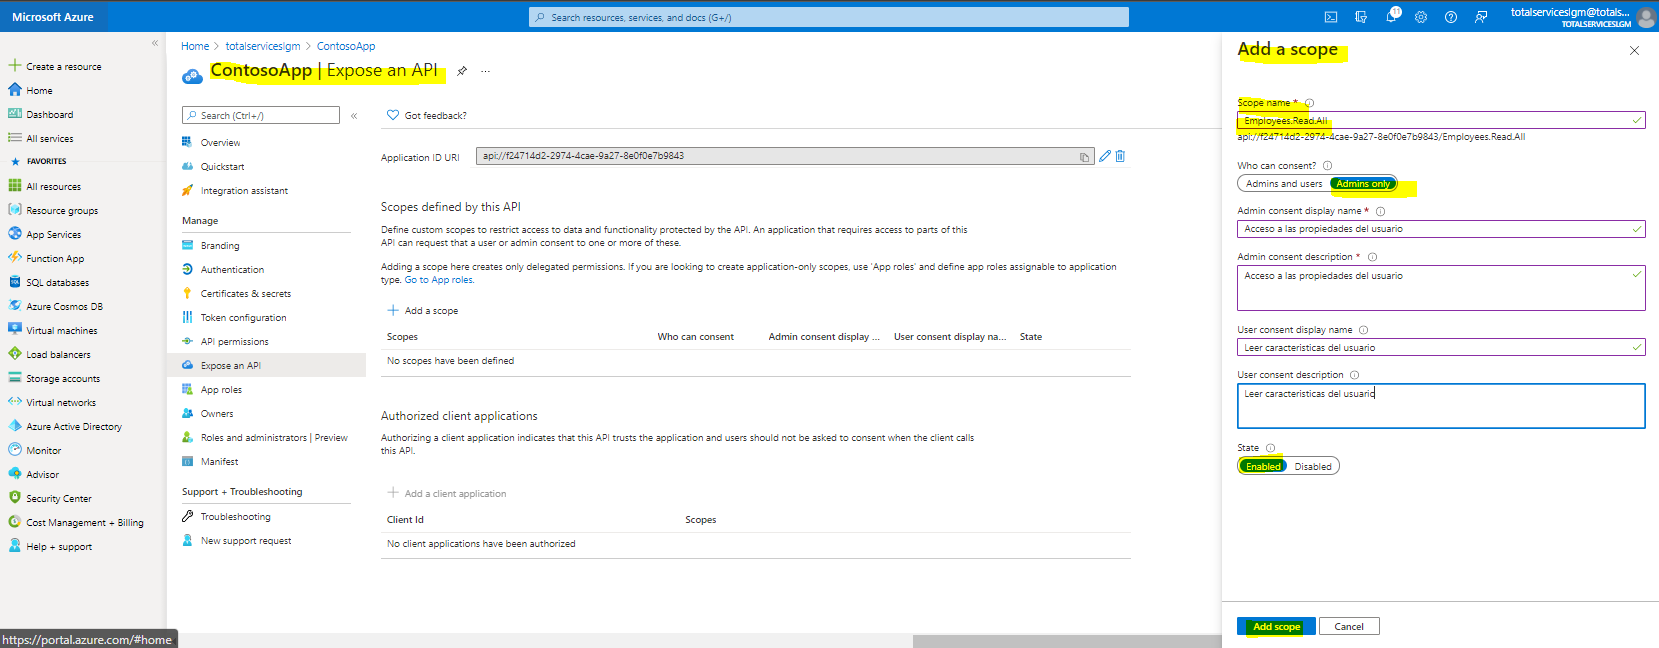 Microsoft Azure
Search resources, services, and docs (G+/)
11
totalserviceslgm@totals...
TOTALSERVICESLGM
«
Create a resource
Home
Dashboard
All services
FAVORITES
All resources
Resource groups
App Services
Function App
SQL databases
Azure Cosmos DB
Virtual machines
Load balancers
Storage accounts
Virtual networks
Azure Active Directory
Monitor
Advisor
Security Center
Cost Management + Billing
Help + support
https://portal.azure.com/#home
Home > totalserviceslgm > ContosoApp
ContosoApp | Expose an API
...
Search (Ctrl+/)
«
Overview
Quickstart
Integration assistant
Manage
Branding
Authentication
Certificates & secrets
Token configuration
API permissions
Expose an API
App roles
Owners
Roles and administrators | Preview
Manifest
Support + Troubleshooting
Troubleshooting
New support request
Got feedback?
Application ID URI
api://f24714d2-2974-4cae-9a27-8e0f0e7b9843
Scopes defined by this API
Define custom scopes to restrict access to data and functionality protected by the API. An application that requires access to parts of this
API can request that a user or admin consent to one or more of these.
Adding a scope here creates only delegated permissions. If you are looking to create application-only scopes, use 'App roles' and define app roles assignable to application
type. Go to App roles.
Add a scope
Scopes Who can consent Admin consent display ... User consent display na... State
No scopes have been defined
Authorized client applications
Authorizing a client application indicates that this API trusts the application and users should not be asked to consent when the client calls
this API.
Add a client application
Client Id Scopes
No client applications have been authorized
Add a scope
Scope name *
Employees.Read.All
api://f24714d2-2974-4cae-9a27-8e0f0e7b9843/Employees.Read.All
Who can consent?
Admins and users Admins only
Admin consent display name *
Acceso a las propiedades del usuario
Admin consent description *
Acceso a las propiedades del usuario
User consent display name
Leer caracteristicas del usuario
User consent description
Leer caracteristicas del usuario
State
Enabled Disabled
Add scope Cancel